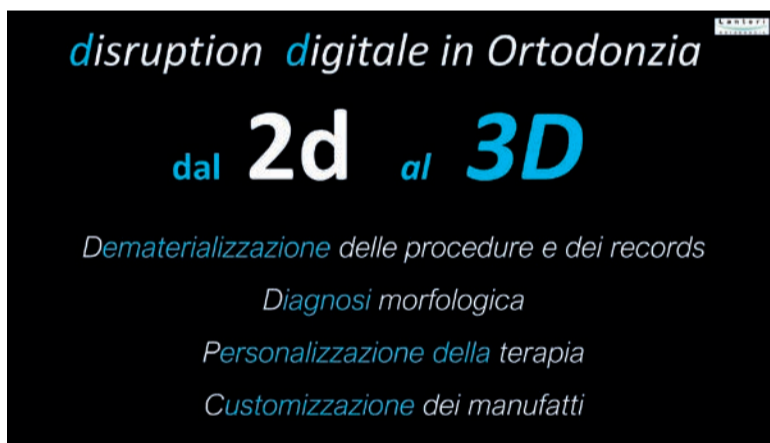 Lanteri
disruption digitale in Ortodonzia
dal 2d al 3D
Dematerializzazione delle procedure e dei records
Diagnosi morfologica
Personalizzazione della terapia
Customizzazione dei manufatti